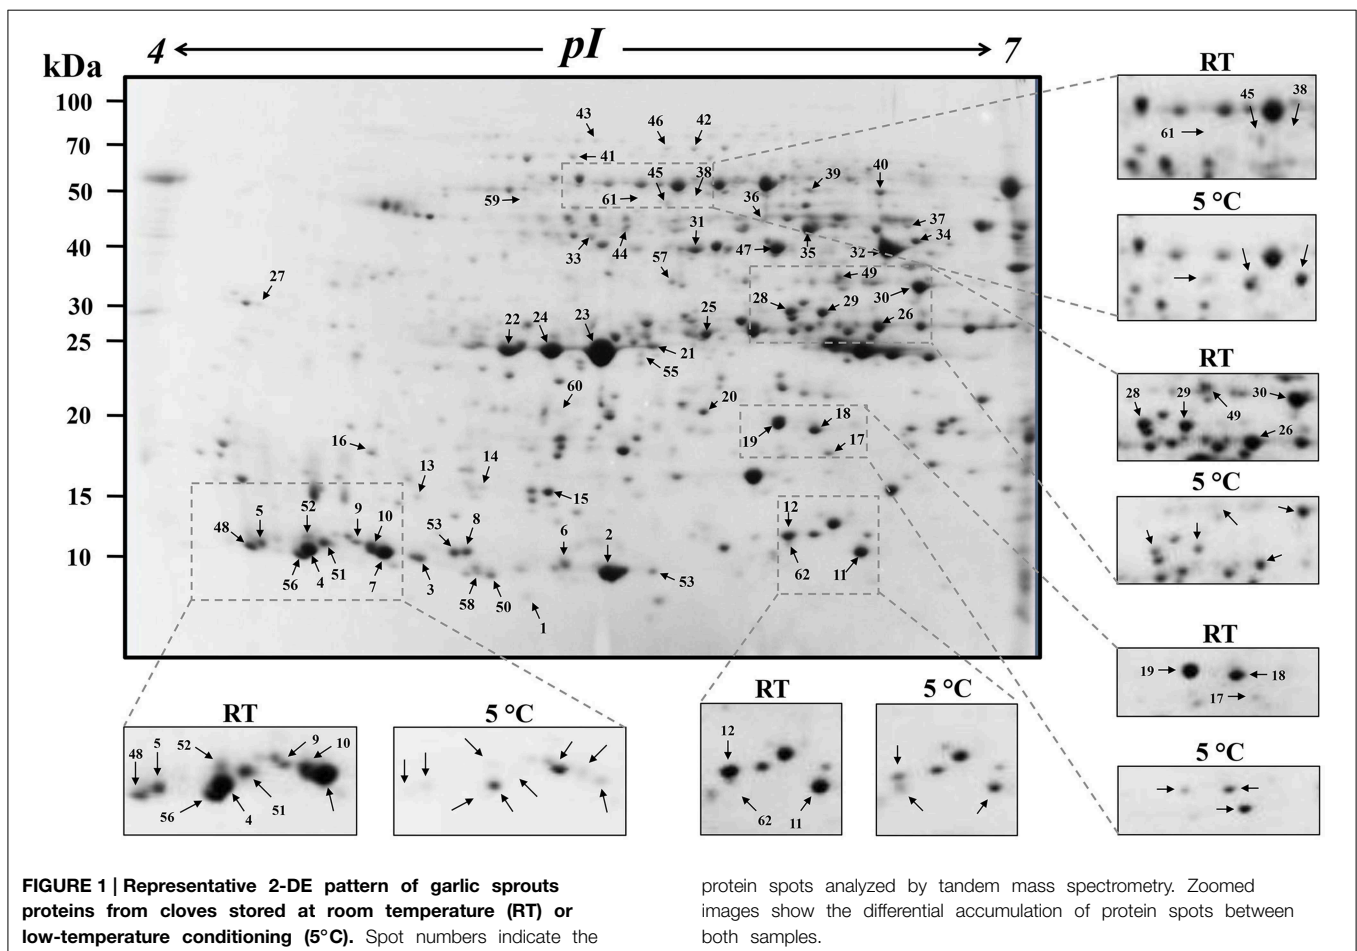 4 pI 7
kDa
100
70
50
40
30
25
20
15
10
43 46 42
41 45 38 39 40
59 61 36
31 37
34
33 44 47 35 32
57
27 49
28 29 30
25 26
22 24 23
21
55
60
20
19 18
17
16
13 14
15
48 5 52 9 10 53 8 6 2 12
56 4 51 7 3 58 50 1 53 62 11
RT
45 38
61
5 °C
RT
28 29 30
49
26
5 °C
RT
19 18
17
5 °C
RT
48 5 52 9 10
56 4 51
5 °C
RT
12
62 11
5 °C
FIGURE 1 | Representative 2-DE pattern of garlic sprouts
proteins from cloves stored at room temperature (RT) or
low-temperature conditioning (5°C). Spot numbers indicate the
protein spots analyzed by tandem mass spectrometry. Zoomed
images show the differential accumulation of protein spots between
both samples.